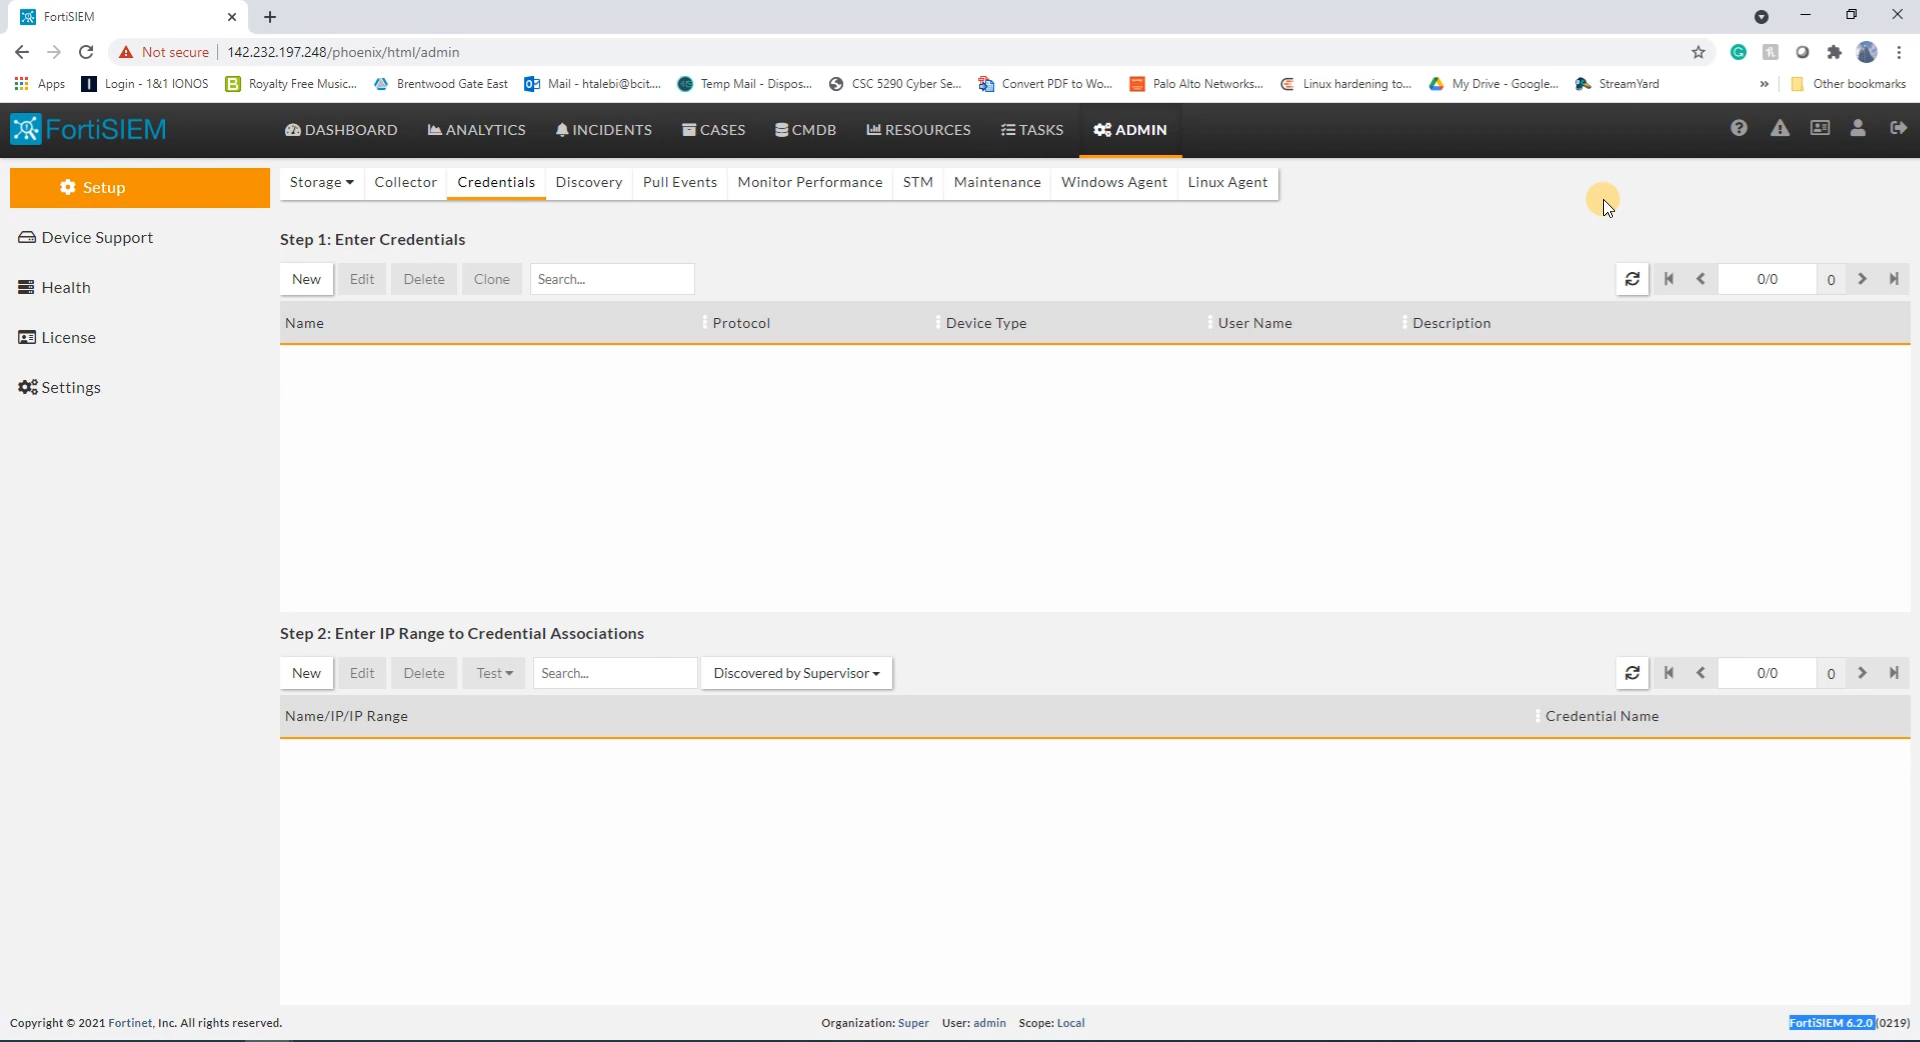 FortiSIEM
Not secure 142.232.197.248/phoenix/html/admin
Apps Login - 1&1 IONOS Royalty Free Music... Brentwood Gate East Mail - htalebi@bcit.... Temp Mail - Dispos... CSC 5290 Cyber Se... Convert PDF to Wo... Palo Alto Networks... Linux hardening to... My Drive - Google... StreamYard » Other bookmarks
FortiSIEM DASHBOARD ANALYTICS INCIDENTS CASES CMDB RESOURCES TASKS ADMIN
Setup Storage Collector Credentials Discovery Pull Events Monitor Performance STM Maintenance Windows Agent Linux Agent
Device Support
Health
License
Settings
Step 1: Enter Credentials
New Edit Delete Clone Search... 0/0 0
Name Protocol Device Type User Name Description
Step 2: Enter IP Range to Credential Associations
New Edit Delete Test Search... Discovered by Supervisor 0/0 0
Name/IP/IP Range Credential Name
Copyright © 2021 Fortinet, Inc. All rights reserved. Organization: Super User: admin Scope: Local FortiSIEM 6.2.0 (0219)